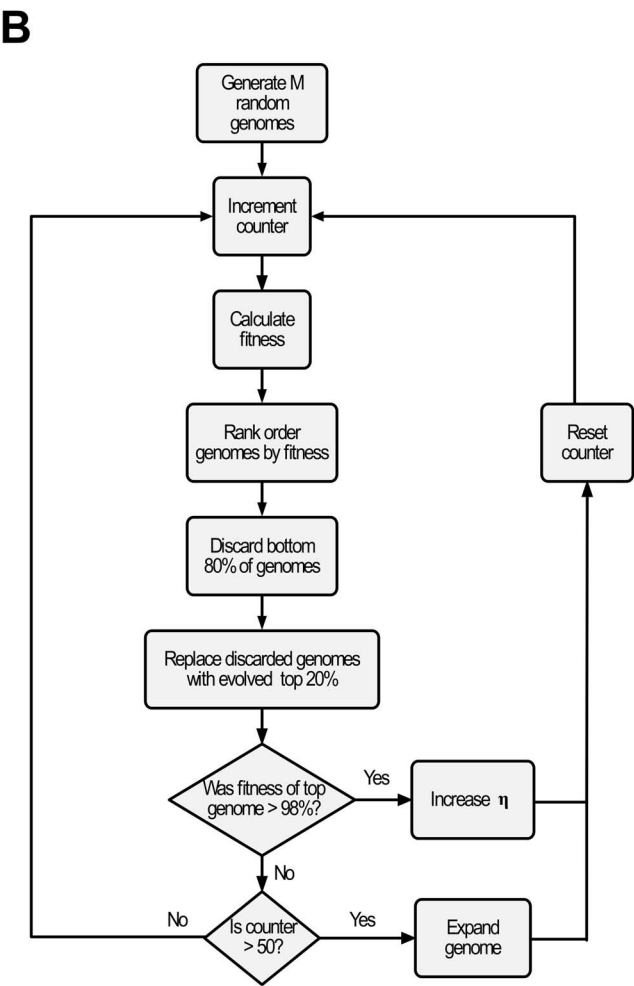 B
Generate M
random
genomes
Increment
counter
Calculate
fitness
Rank order
genomes by fitness
Reset
counter
Discard bottom
80% of genomes
Replace discarded genomes
with evolved top 20%
Was fitness of top
genome > 98%?
Yes
Increase η
No
Is counter
> 50?
No
Yes
Expand
genome